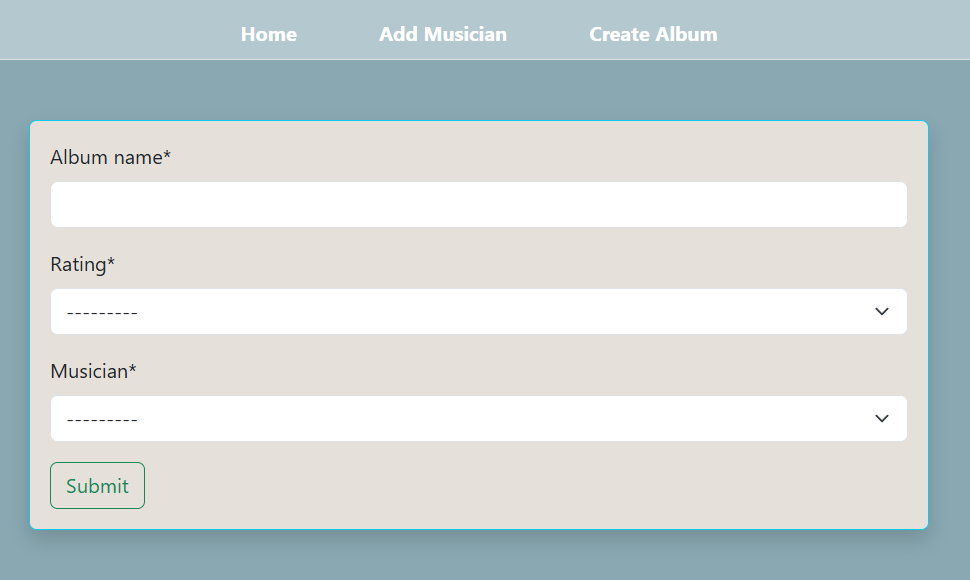 Home Add Musician Create Album
Album name*
Rating*
---------
Musician*
---------
Submit